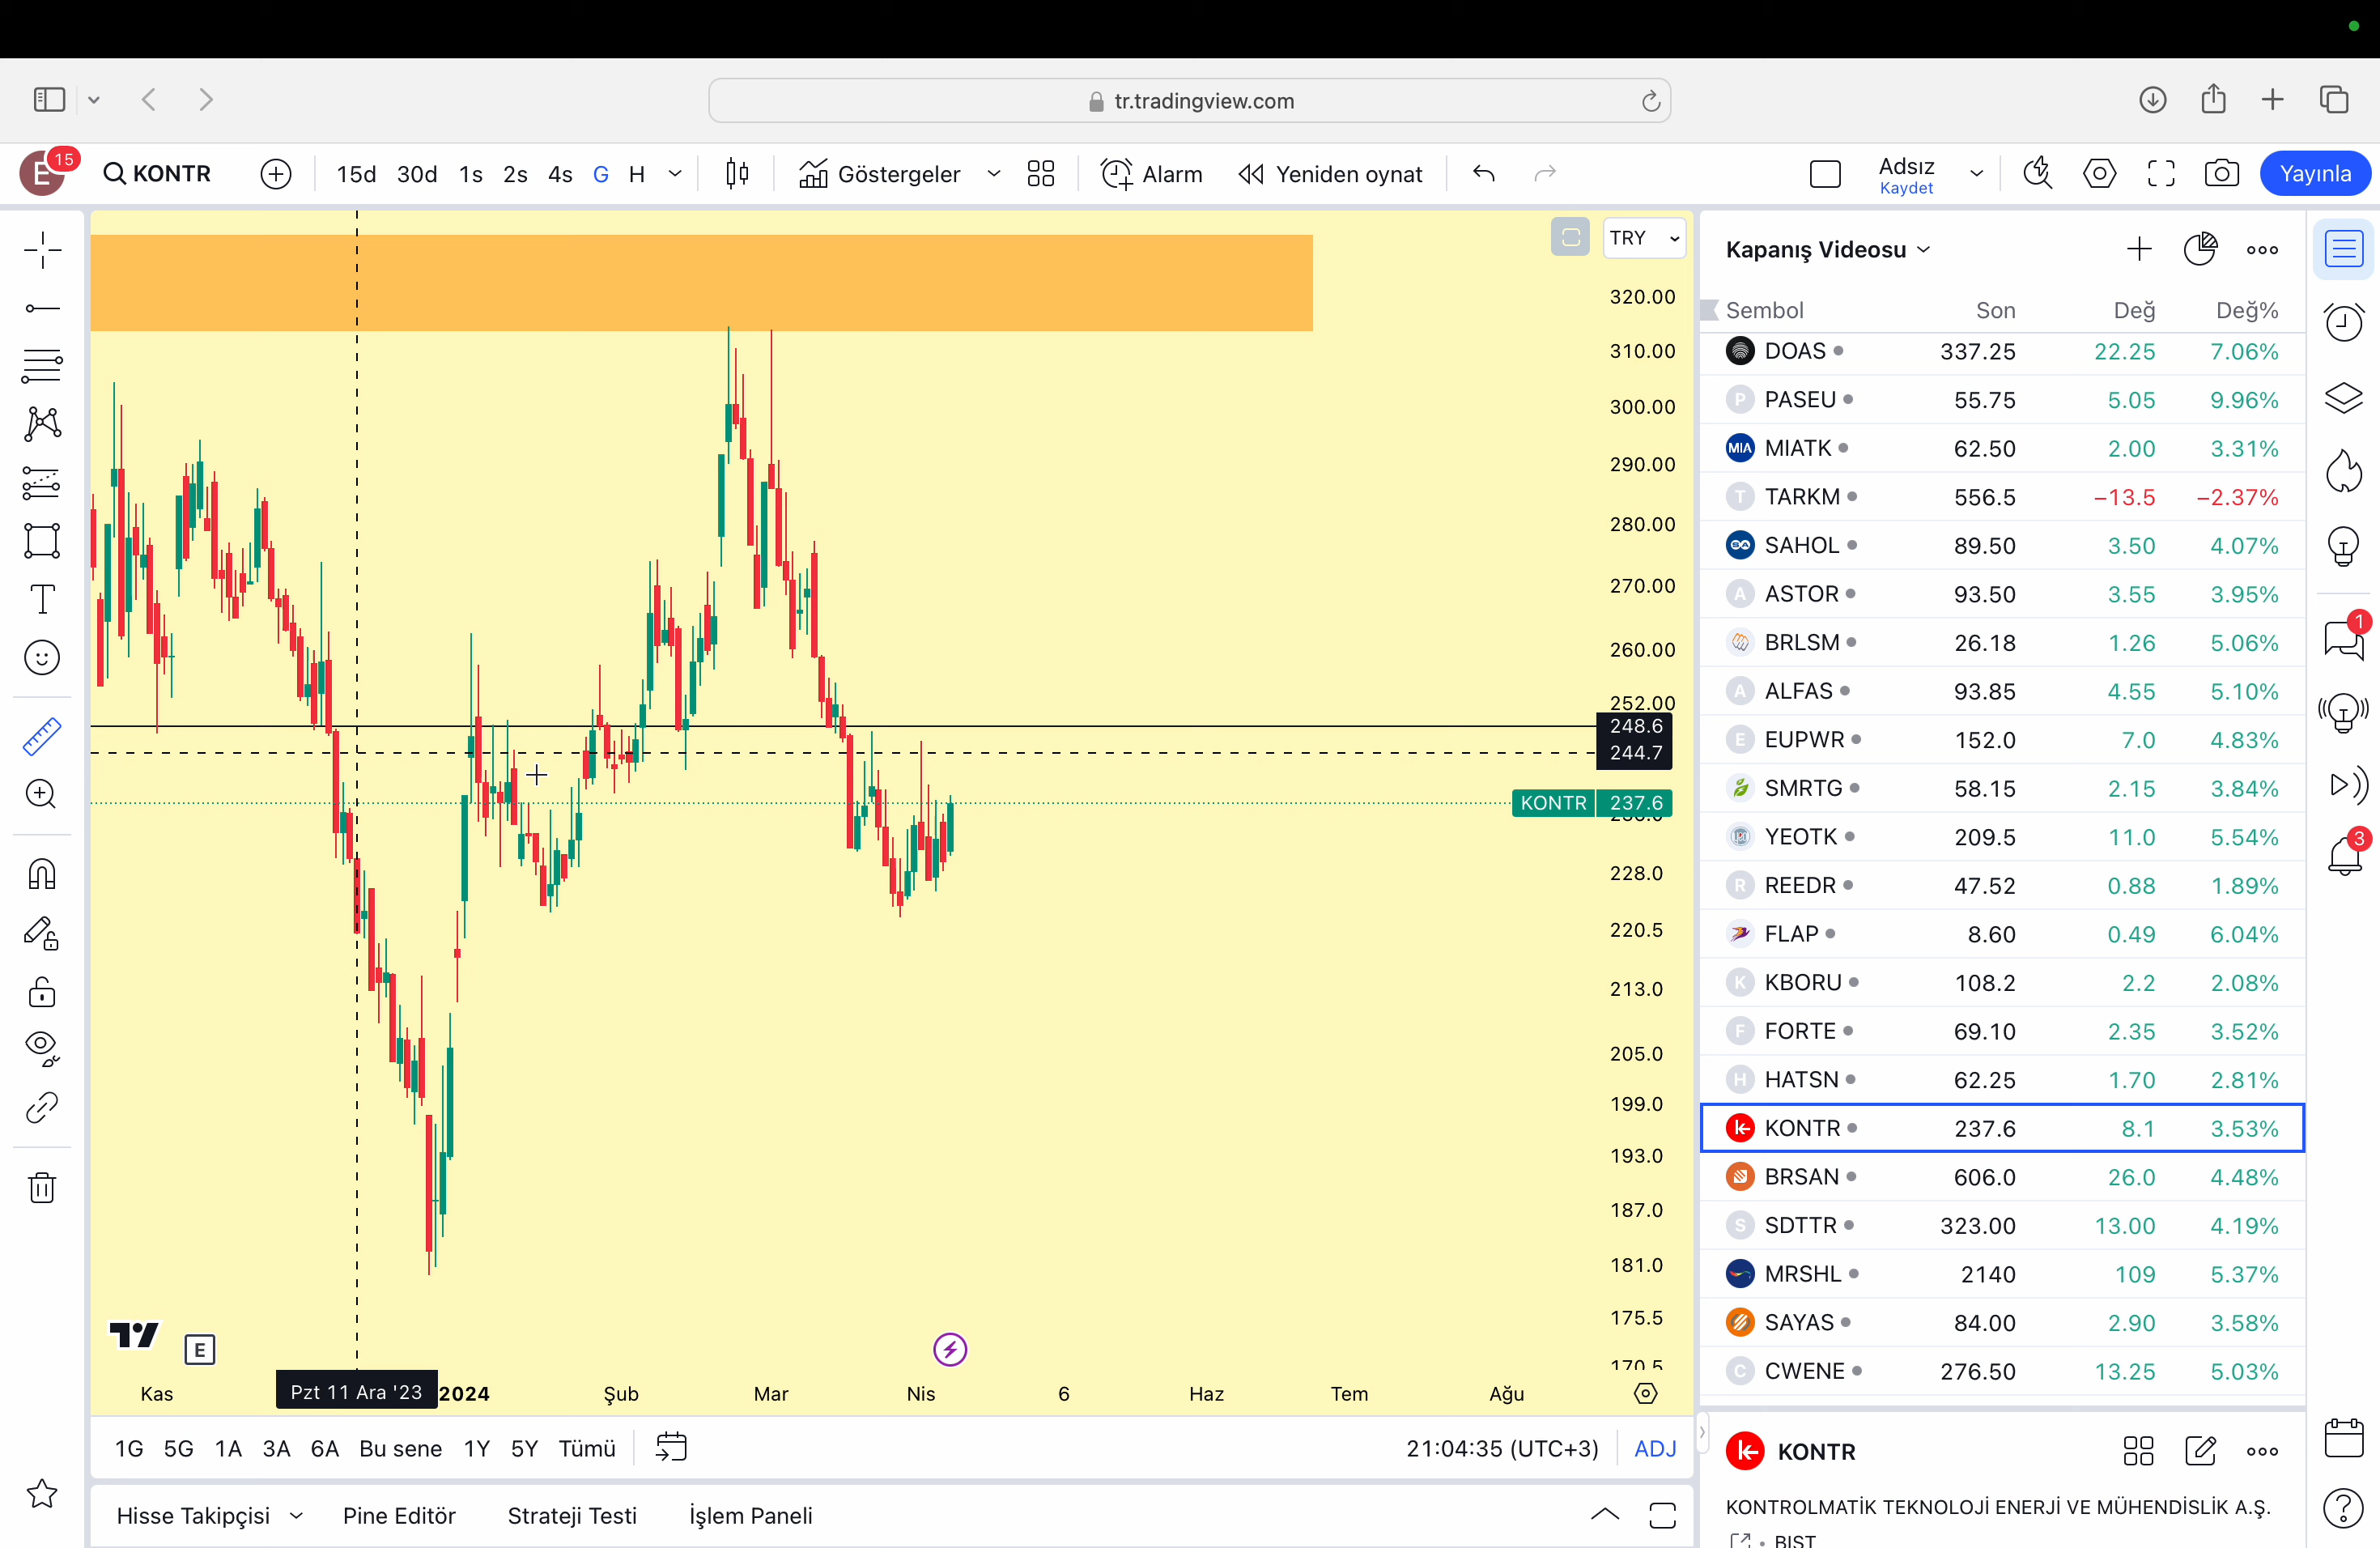 tr.tradingview.com
E 15 KONTR 15d 30d 1s 2s 4s G H Göstergeler Alarm Yeniden oynat Adsız Kaydet Yayınla
TRY
320.00
310.00
300.00
290.00
280.00
270.00
260.00
252.00
248.6
244.7
KONTR 237.6
228.0
220.5
213.0
205.0
199.0
193.0
187.0
181.0
175.5
170.5
E
Kas Pzt 11 Ara '23 2024 Şub Mar Nis 6 Haz Tem Ağu
1G 5G 1A 3A 6A Bu sene 1Y 5Y Tümü 21:04:35 (UTC+3) ADJ
Hisse Takipçisi Pine Editör Strateji Testi İşlem Paneli
Kapanış Videosu
Sembol Son Değ Değ%
DOAS 337.25 22.25 7.06%
P PASEU 55.75 5.05 9.96%
MIA MIATK 62.50 2.00 3.31%
T TARKM 556.5 −13.5 −2.37%
SA SAHOL 89.50 3.50 4.07%
A ASTOR 93.50 3.55 3.95%
BRLSM 26.18 1.26 5.06%
A ALFAS 93.85 4.55 5.10%
E EUPWR 152.0 7.0 4.83%
SMRTG 58.15 2.15 3.84%
YEOTK 209.5 11.0 5.54%
R REEDR 47.52 0.88 1.89%
FLAP 8.60 0.49 6.04%
K KBORU 108.2 2.2 2.08%
F FORTE 69.10 2.35 3.52%
H HATSN 62.25 1.70 2.81%
KONTR 237.6 8.1 3.53%
BRSAN 606.0 26.0 4.48%
S SDTTR 323.00 13.00 4.19%
MRSHL 2140 109 5.37%
SAYAS 84.00 2.90 3.58%
C CWENE 276.50 13.25 5.03%
KONTR
KONTROLMATİK TEKNOLOJİ ENERJİ VE MÜHENDİSLİK A.Ş.
BIST
1
3